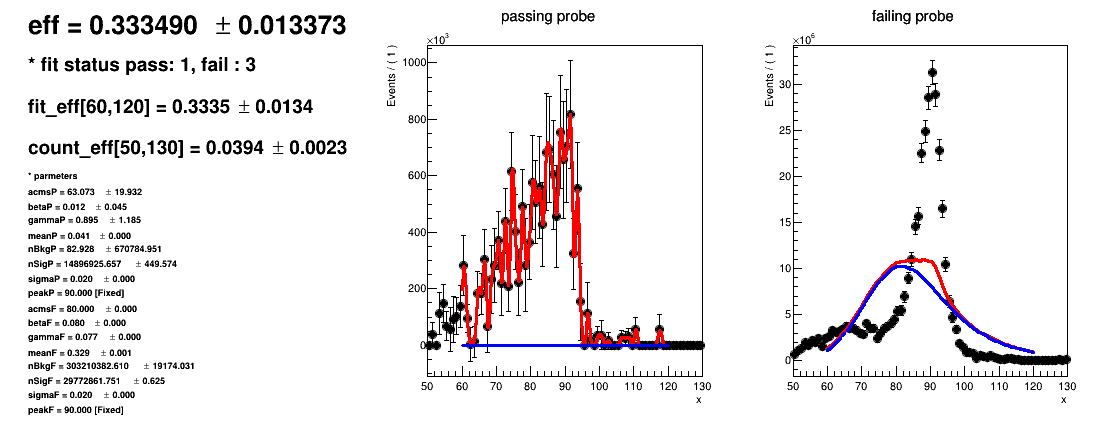 eff = 0.333490 ± 0.013373
* fit status pass: 1, fail : 3
fit_eff[60,120] = 0.3335 ± 0.0134
count_eff[50,130] = 0.0394 ± 0.0023
* parmeters
acmsP = 63.073 ± 19.932
betaP = 0.012 ± 0.045
gammaP = 0.895 ± 1.185
meanP = 0.041 ± 0.000
nBkgP = 82.928 ± 670784.951
nSigP = 14896925.657 ± 449.574
sigmaP = 0.020 ± 0.000
peakP = 90.000 [Fixed]
acmsF = 80.000 ± 0.000
betaF = 0.080 ± 0.000
gammaF = 0.077 ± 0.000
meanF = 0.329 ± 0.001
nBkgF = 303210382.610 ± 19174.031
nSigF = 29772861.751 ± 0.625
sigmaF = 0.020 ± 0.000
peakF = 90.000 [Fixed]
passing probe
×10³
Events / ( 1 )
1000
800
600
400
200
0
50 60 70 80 90 100 110 120 130
x
failing probe
×10⁶
Events / ( 1 )
30
25
20
15
10
5
0
50 60 70 80 90 100 110 120 130
x